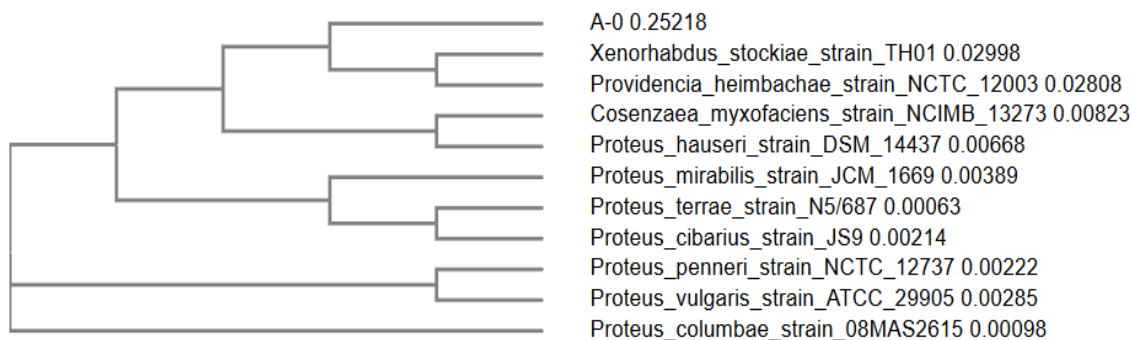 A-0 0.25218
Xenorhabdus_stockiae_strain_TH01 0.02998
Providencia_heimbachae_strain_NCTC_12003 0.02808
Cosenzaea_myxofaciens_strain_NCIMB_13273 0.00823
Proteus_hauseri_strain_DSM_14437 0.00668
Proteus_mirabilis_strain_JCM_1669 0.00389
Proteus_terrae_strain_N5/687 0.00063
Proteus_cibarius_strain_JS9 0.00214
Proteus_penneri_strain_NCTC_12737 0.00222
Proteus_vulgaris_strain_ATCC_29905 0.00285
Proteus_columbae_strain_08MAS2615 0.00098